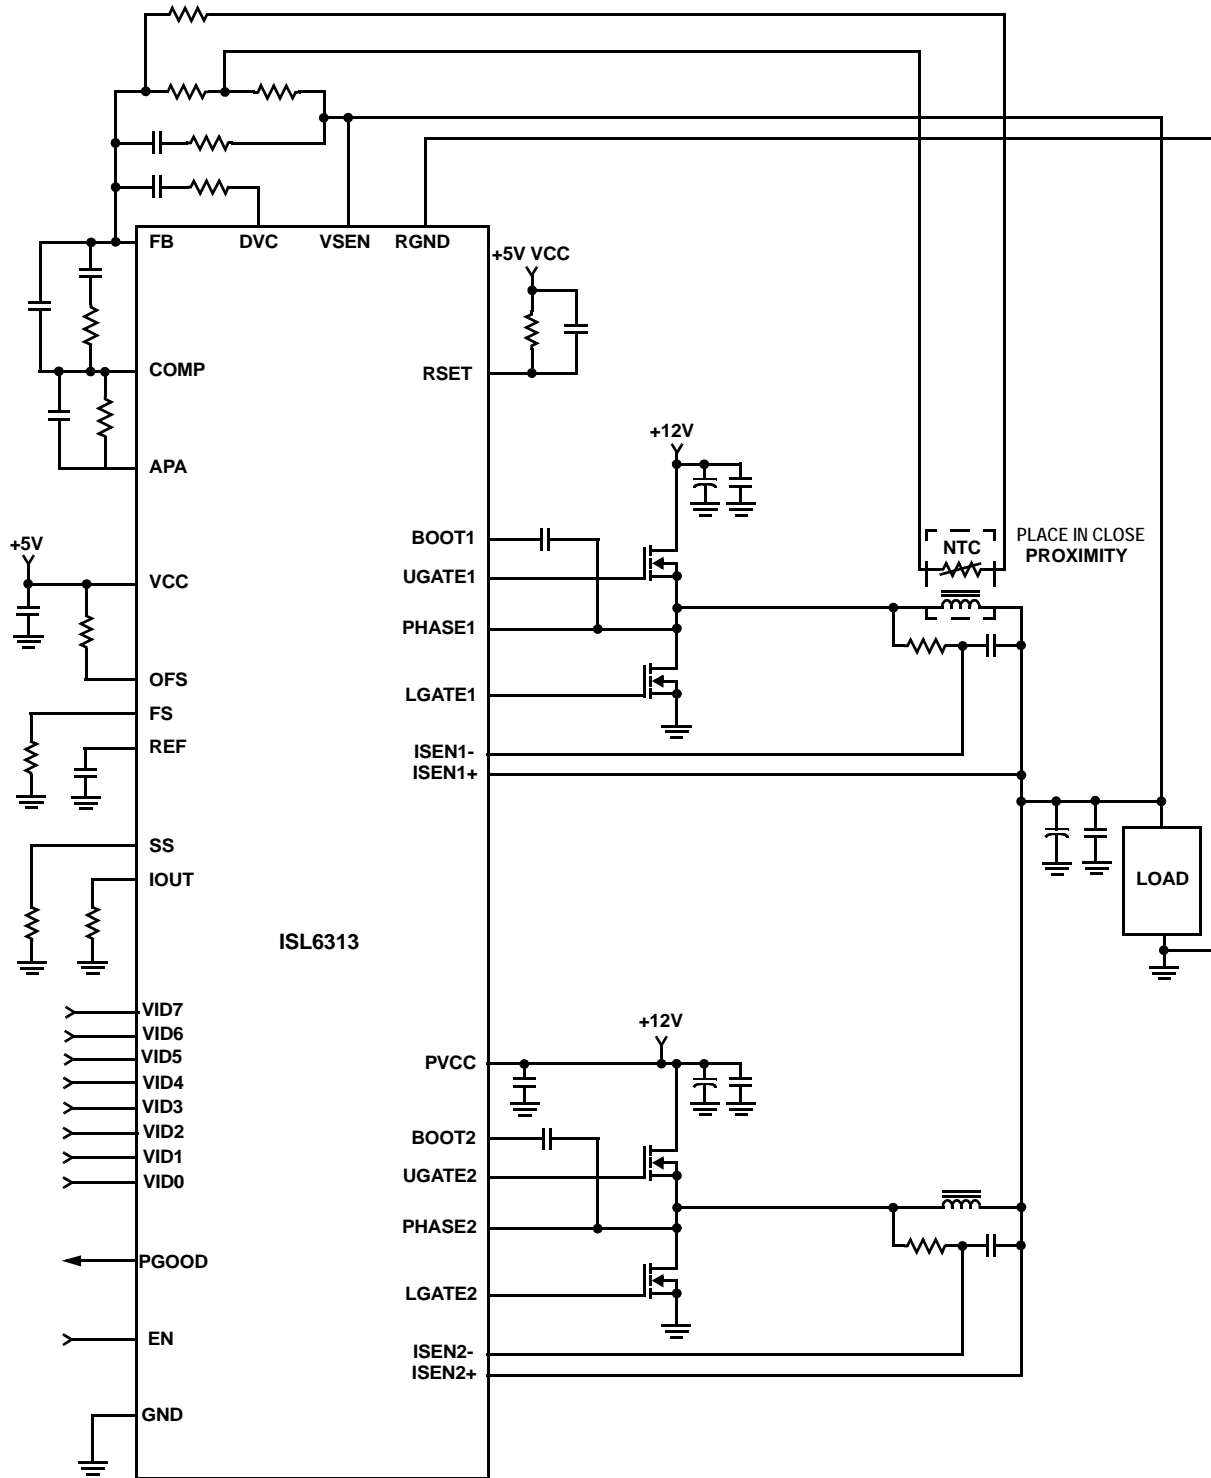 FB
DVC
VSEN
RGND
+5V VCC
COMP
RSET
+12V
APA
BOOT1
NTC
PLACE IN CLOSE
PROXIMITY
+5V
VCC
UGATE1
PHASE1
OFS
LGATE1
FS
REF
ISEN1-
ISEN1+
SS
IOUT
LOAD
ISL6313
VID7
VID6
VID5
VID4
VID3
VID2
VID1
VID0
+12V
PVCC
BOOT2
UGATE2
PHASE2
PGOOD
LGATE2
EN
ISEN2-
ISEN2+
GND